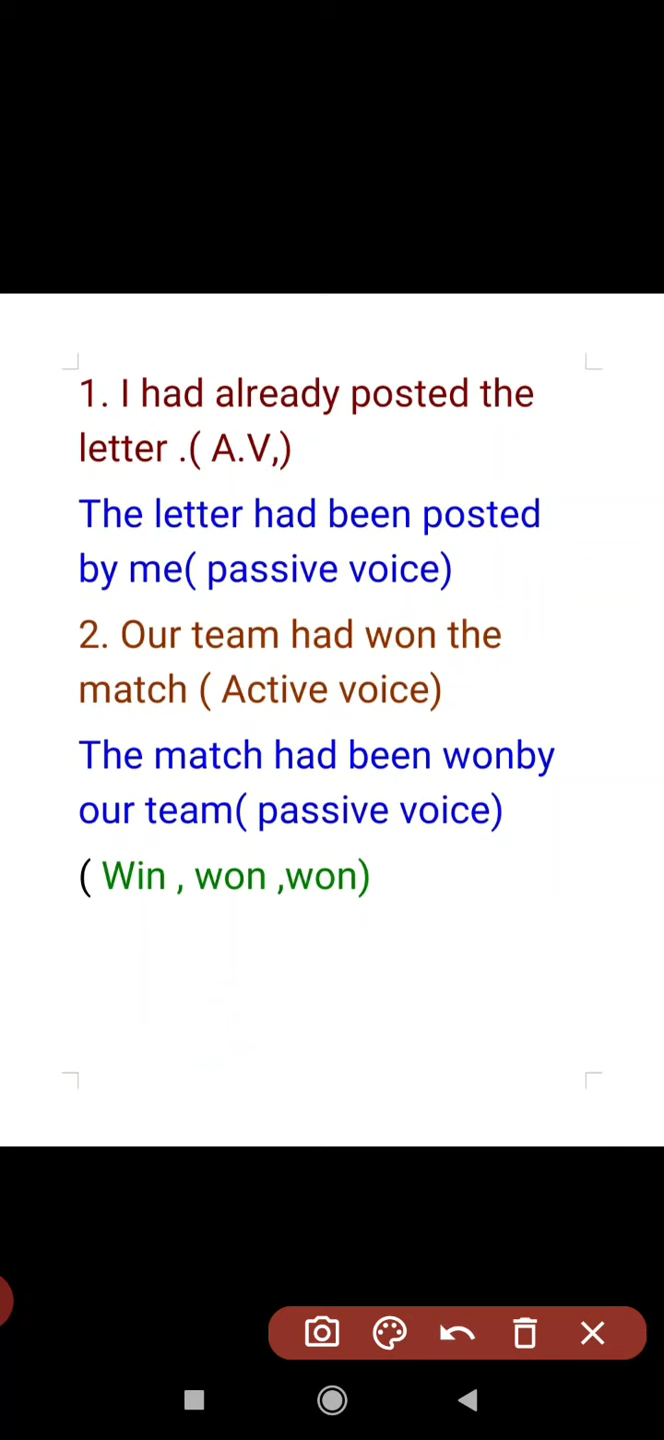 1. I had already posted the
letter .( A.V,)
The letter had been posted
by me( passive voice)
2. Our team had won the
match ( Active voice)
The match had been wonby
our team( passive voice)
( Win , won ,won)